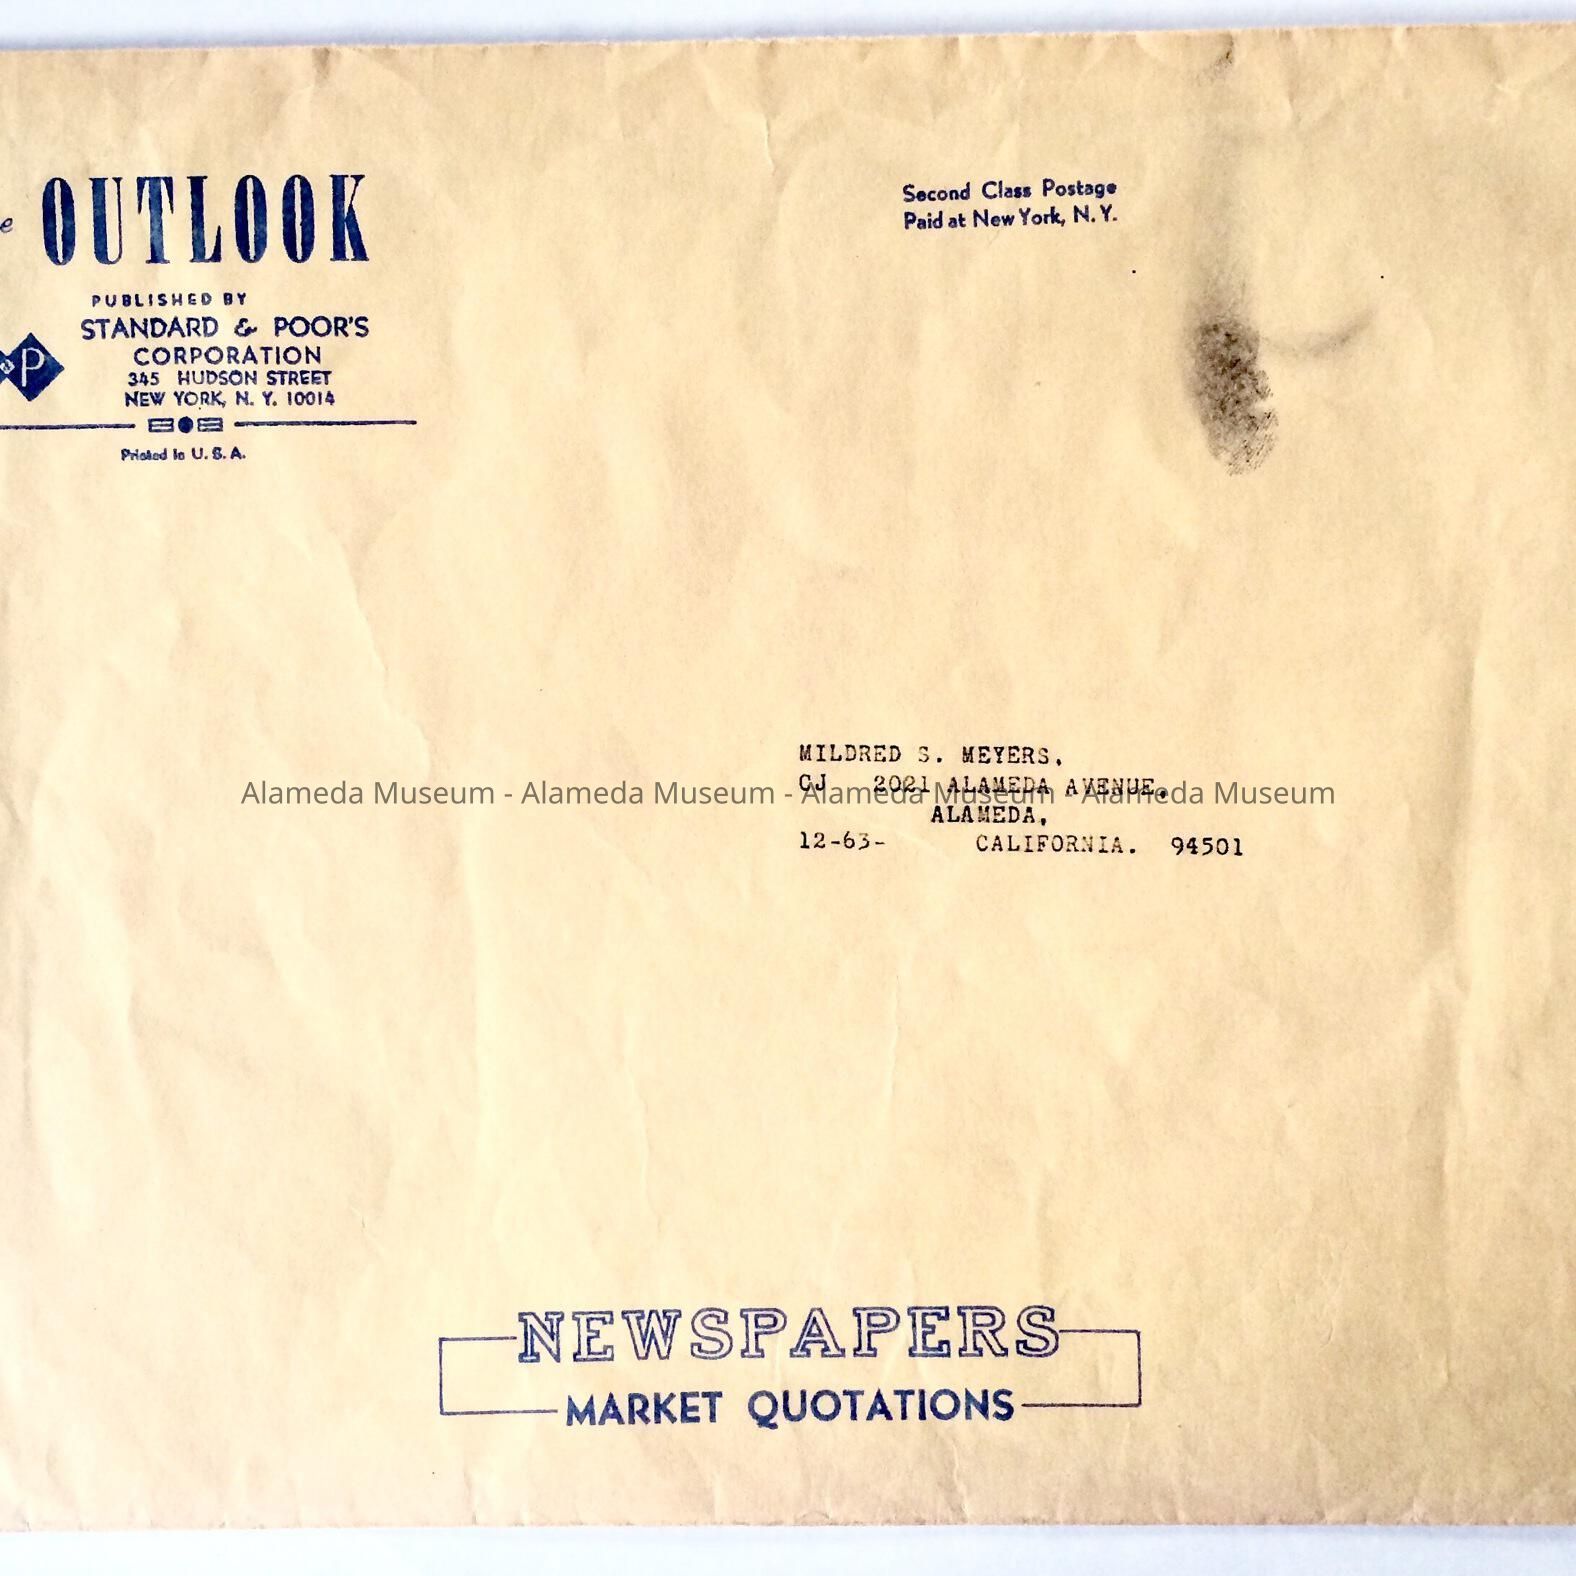 e OUTLOOK
PUBLISHED BY
STANDARD & POOR'S
CORPORATION
345 HUDSON STREET
NEW YORK, N. Y. 10014
& P
Printed in U. S. A.
Second Class Postage
Paid at New York, N. Y.
MILDRED S. MEYERS,
CJ 2021 ALAMEDA AVENUE,
Alameda Museum - Alameda Museum - Alameda Museum - Alameda Museum
ALAMEDA,
12-63- CALIFORNIA. 94501
NEWSPAPERS
MARKET QUOTATIONS